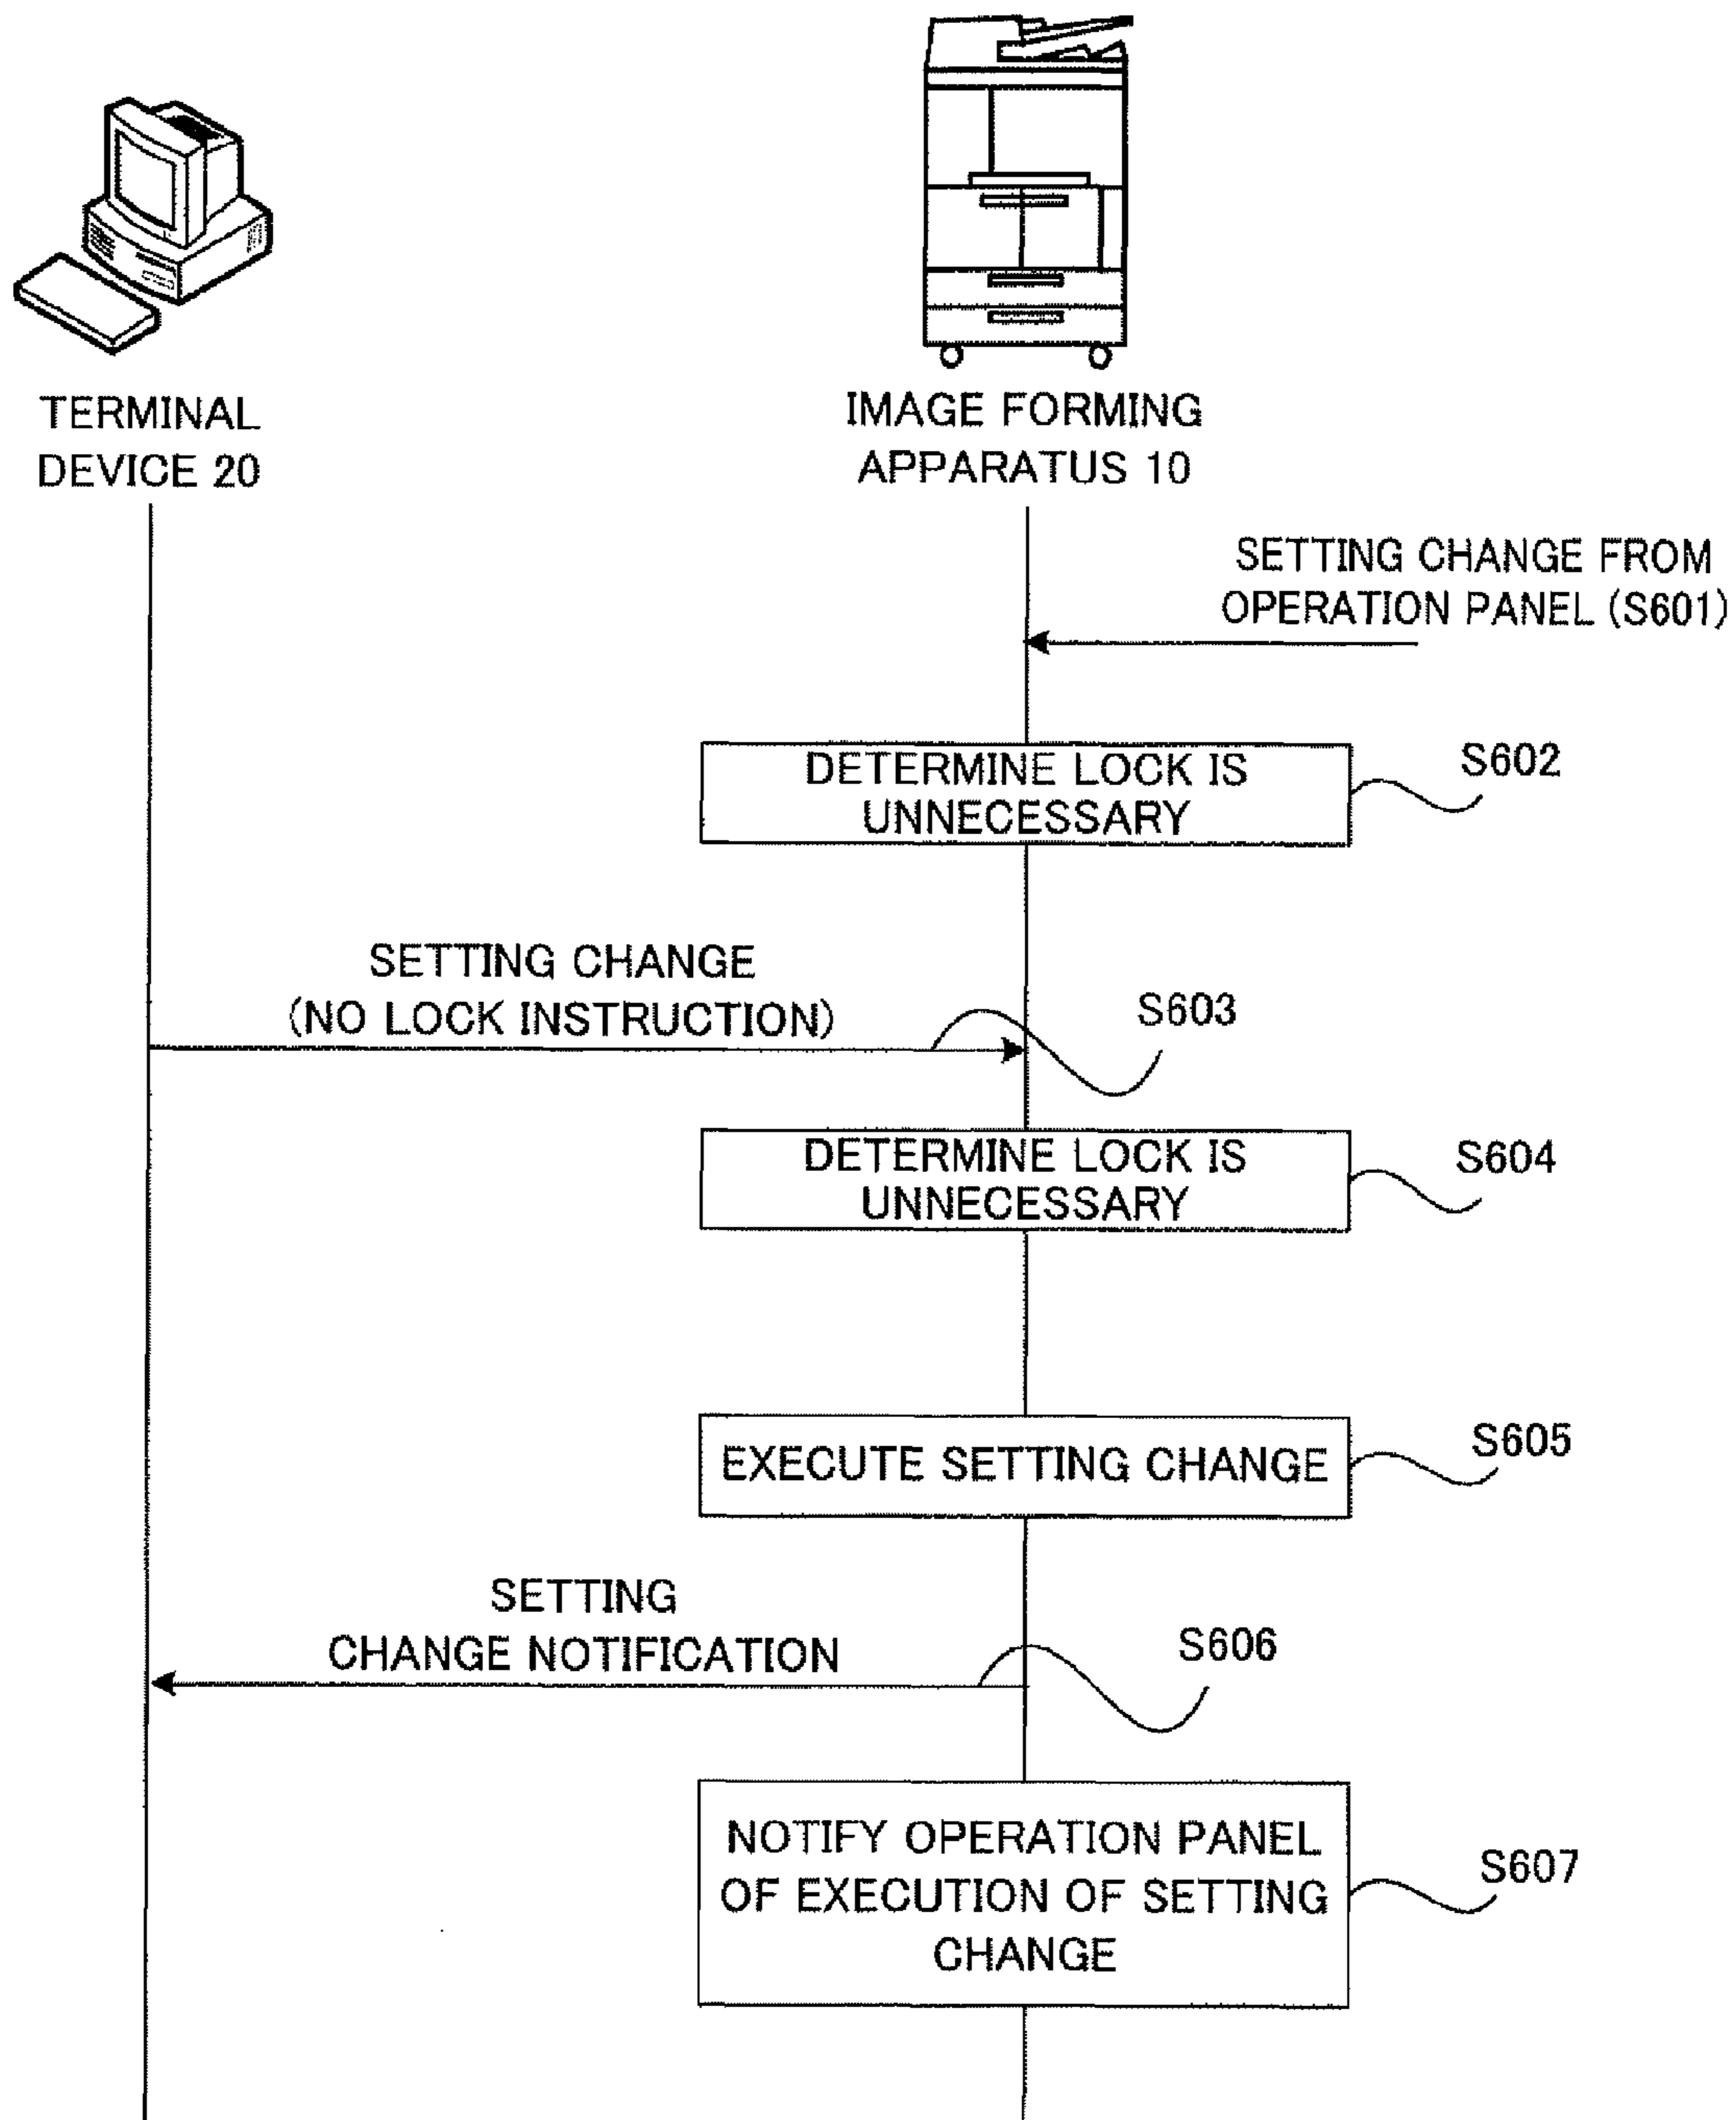 TERMINAL
DEVICE 20
IMAGE FORMING
APPARATUS 10
SETTING CHANGE FROM
OPERATION PANEL (S601)
DETERMINE LOCK IS
UNNECESSARY
S602
SETTING CHANGE
(NO LOCK INSTRUCTION)
S603
DETERMINE LOCK IS
UNNECESSARY
S604
EXECUTE SETTING CHANGE
S605
SETTING
CHANGE NOTIFICATION
S606
NOTIFY OPERATION PANEL
OF EXECUTION OF SETTING
CHANGE
S607